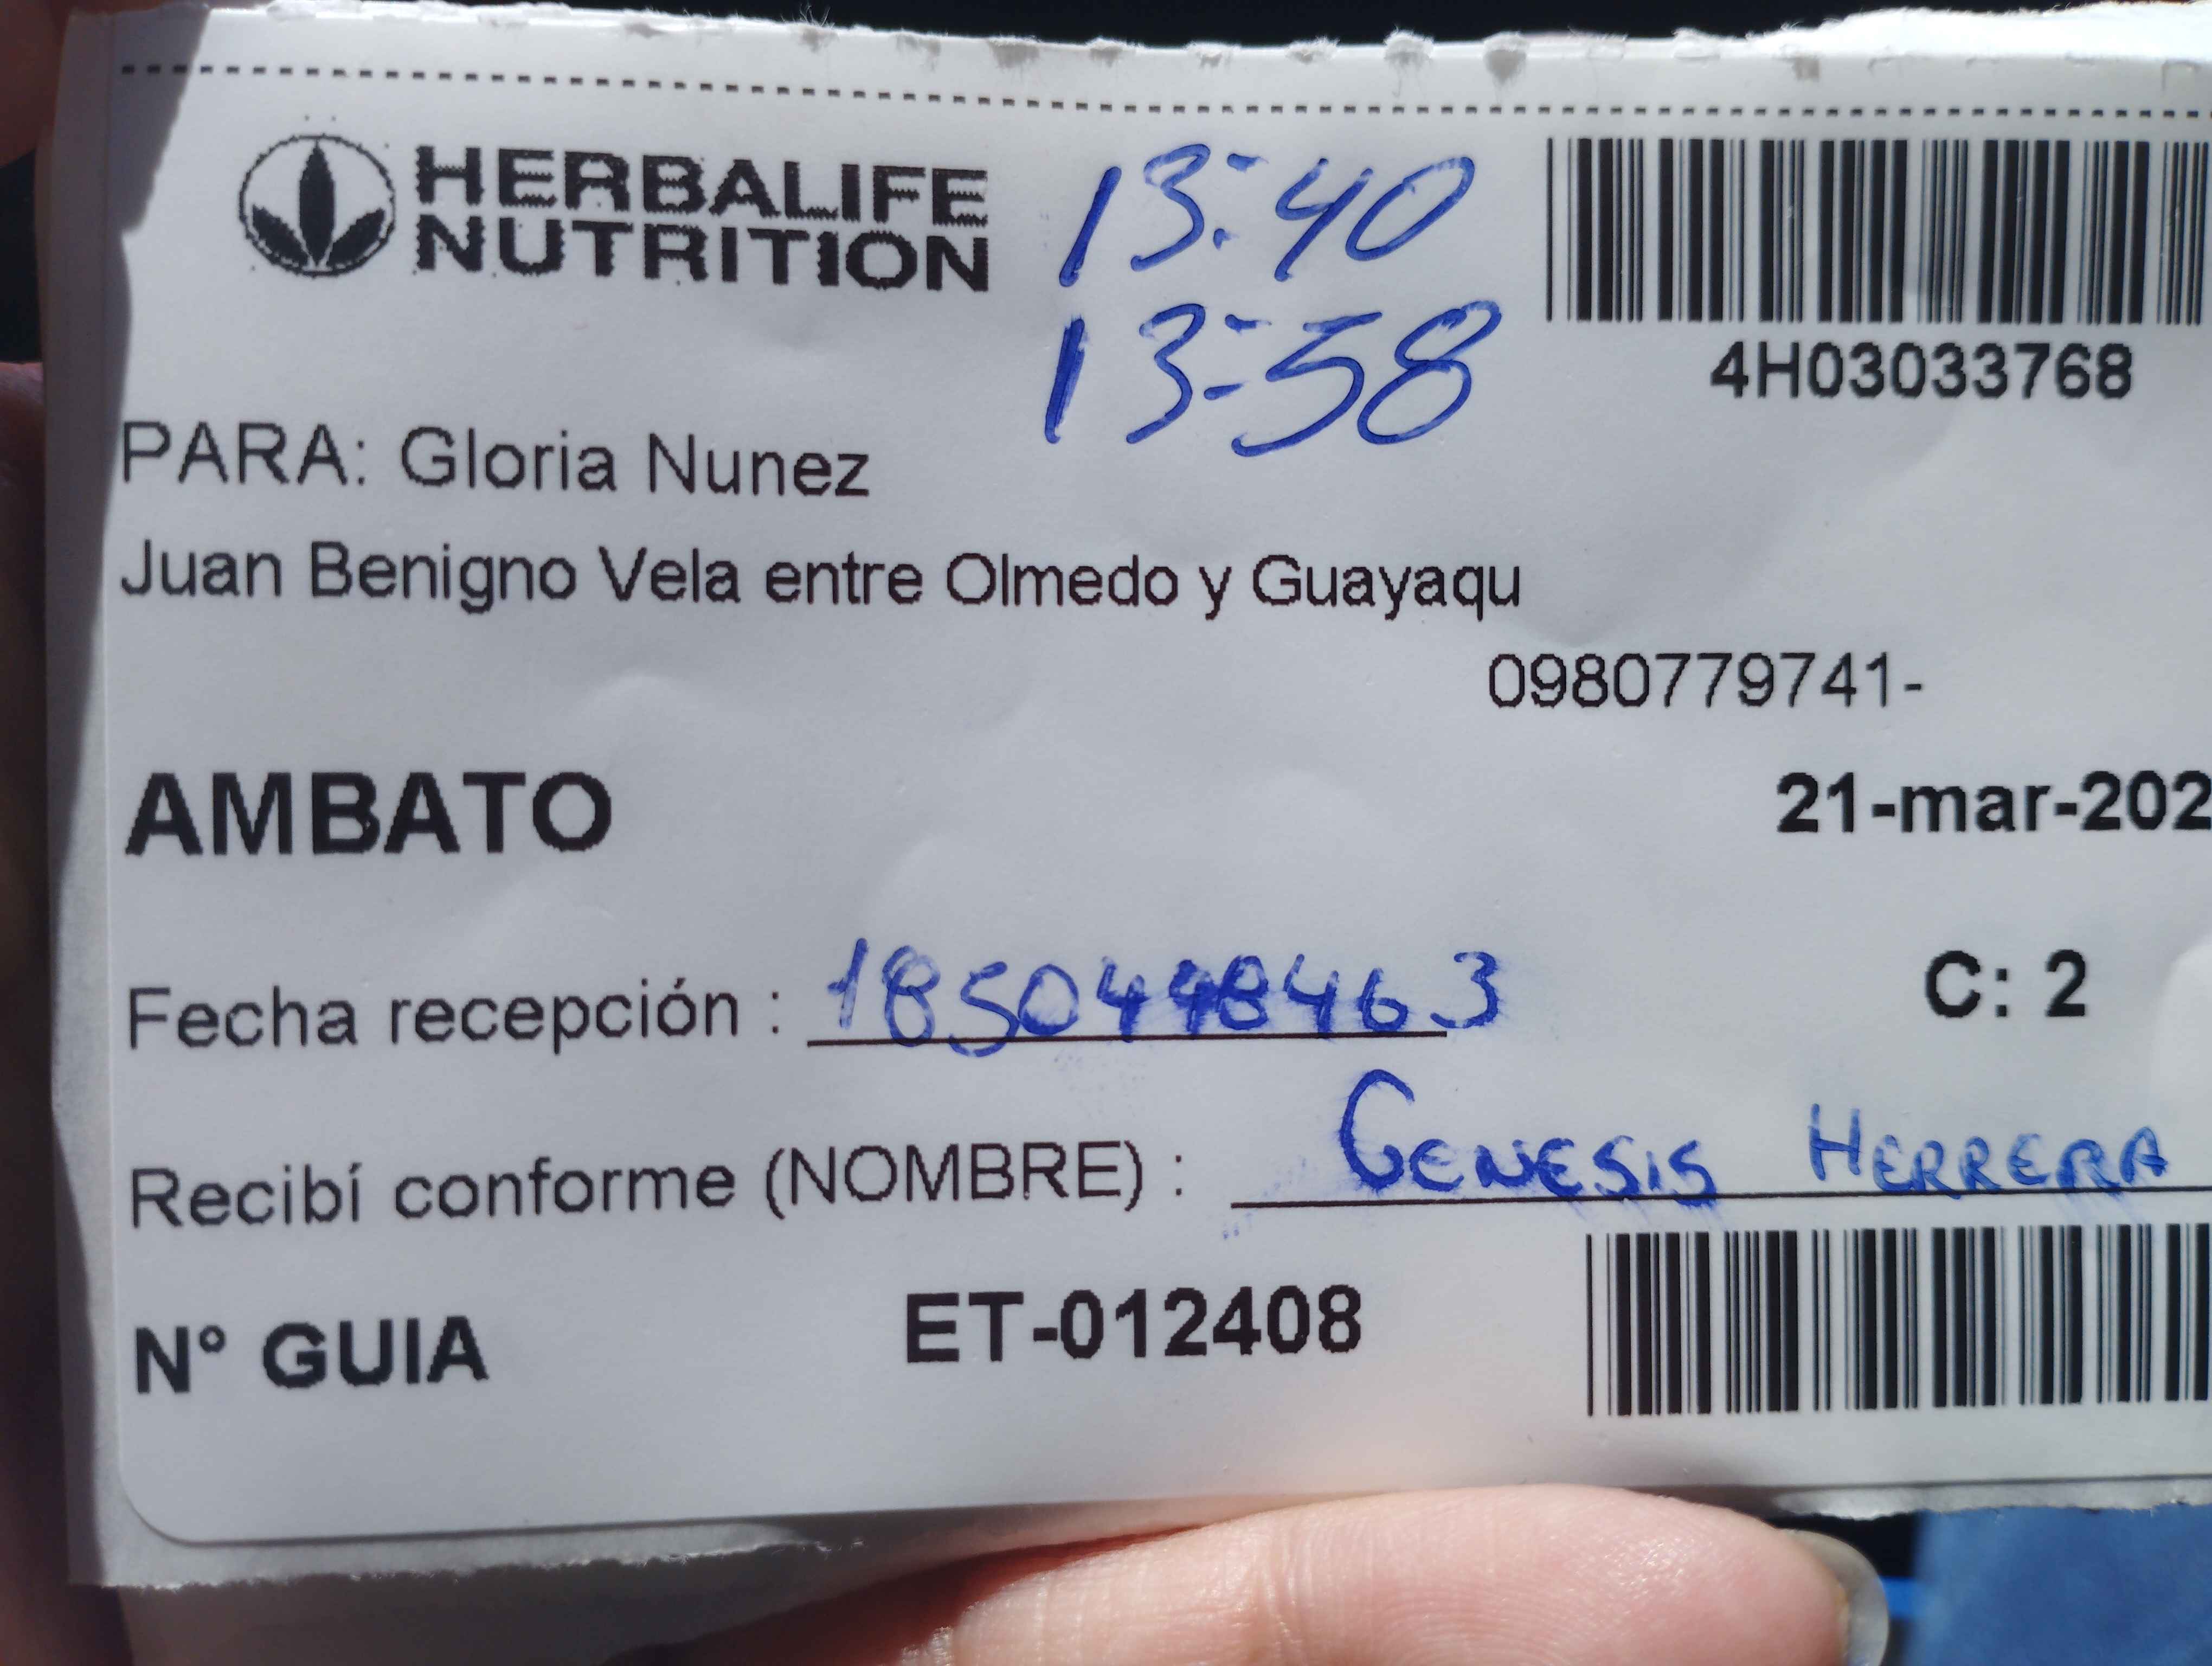 HERBALIFE
NUTRITION
13:40
13:58
4H03033768
PARA: Gloria Nunez
Juan Benigno Vela entre Olmedo y Guayaqu
0980779741-
AMBATO
21-mar-202
Fecha recepción : 1850448463
C: 2
Recibí conforme (NOMBRE) : GENESIS HERRERA
N° GUIA ET-012408